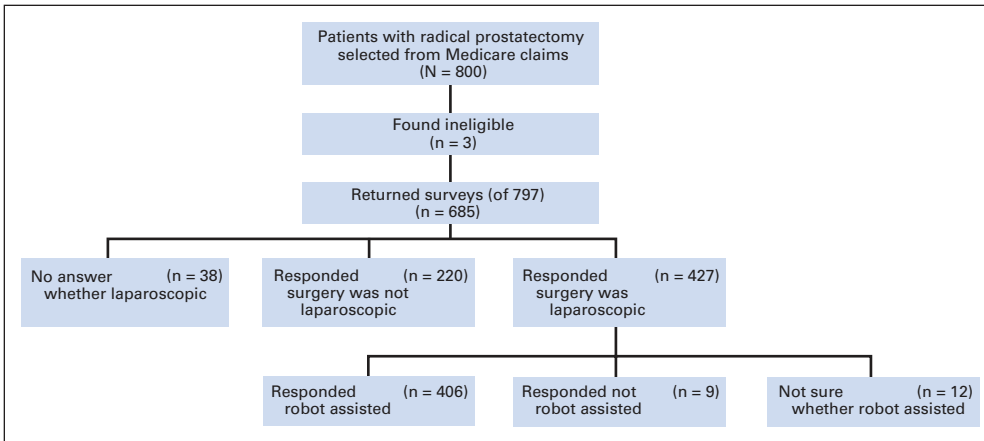 Patients with radical prostatectomy
selected from Medicare claims
(N = 800)
Found ineligible
(n = 3)
Returned surveys (of 797)
(n = 685)
No answer (n = 38)
whether laparoscopic
Responded (n = 220)
surgery was not
laparoscopic
Responded (n = 427)
surgery was
laparoscopic
Responded (n = 406)
robot assisted
Responded not (n = 9)
robot assisted
Not sure (n = 12)
whether robot assisted